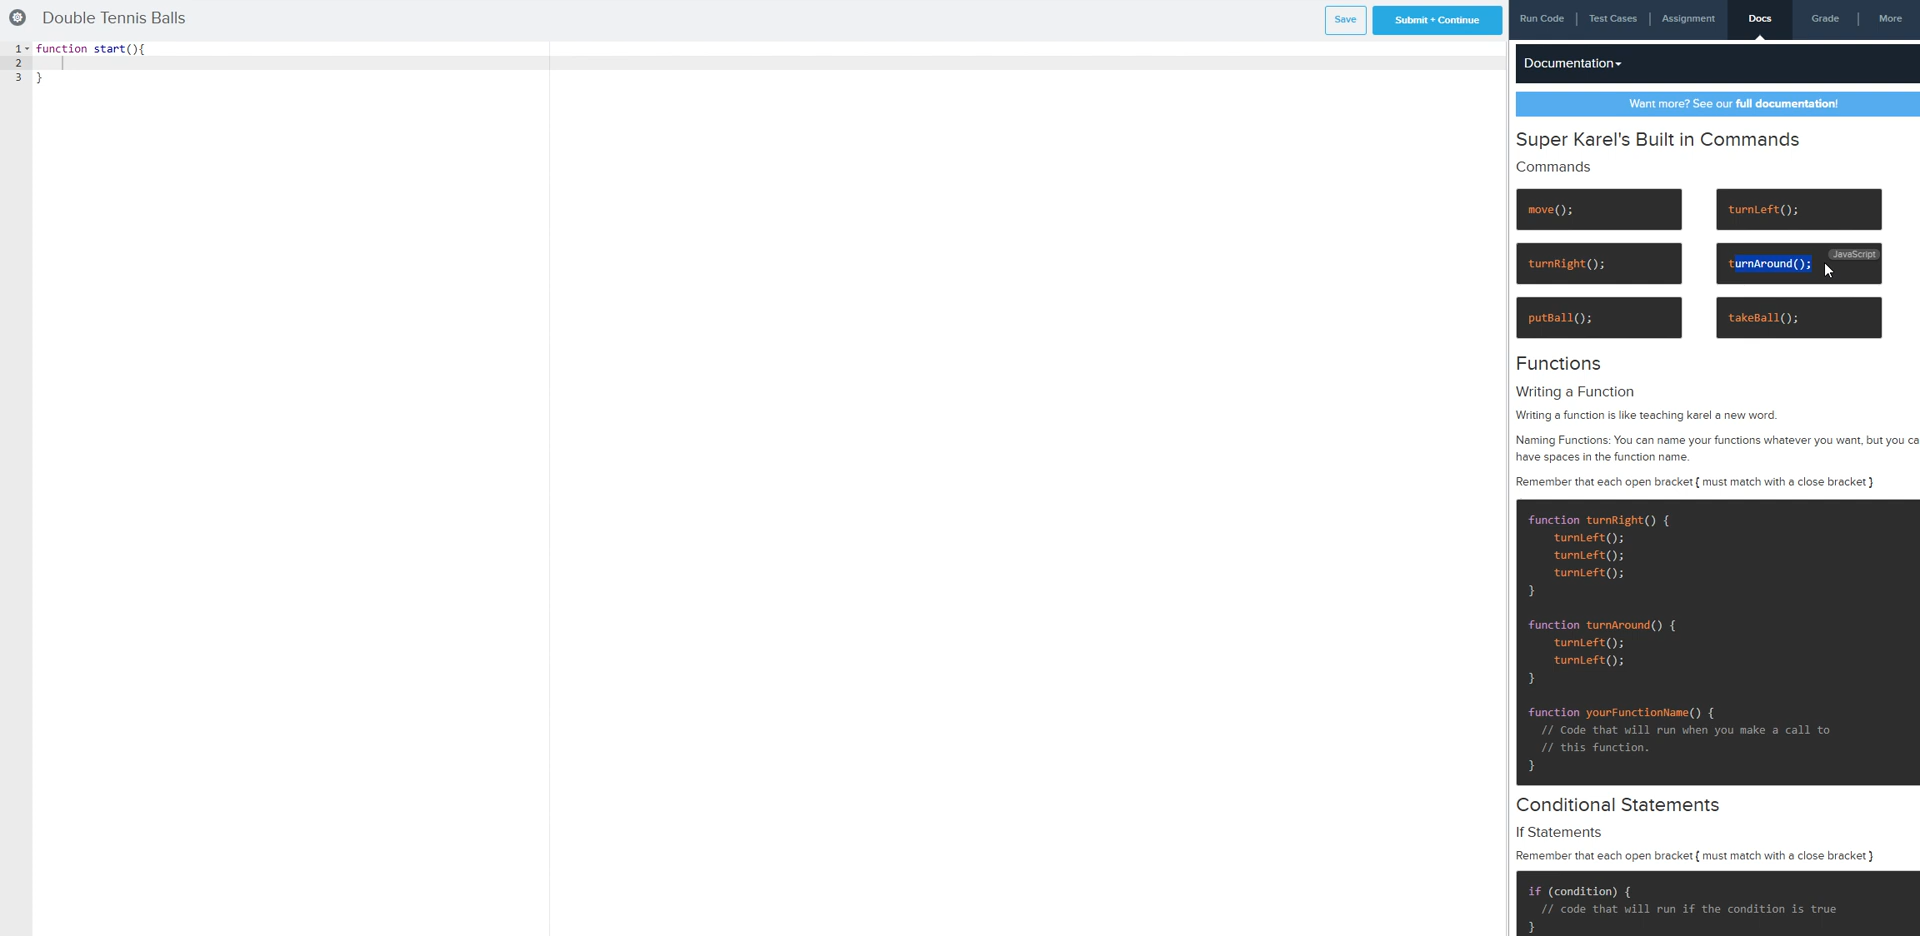 Double Tennis Balls
Save
Submit + Continue
Run Code | Test Cases | Assignment Docs Grade | More
1 function start(){
2
3 }
Documentation
Want more? See our full documentation!
Super Karel's Built in Commands
Commands
move();
turnLeft();
turnRight();
turnAround();
JavaScript
putBall();
takeBall();
Functions
Writing a Function
Writing a function is like teaching karel a new word.
Naming Functions: You can name your functions whatever you want, but you ca
have spaces in the function name.
Remember that each open bracket { must match with a close bracket }
function turnRight() {
turnLeft();
turnLeft();
turnLeft();
}
function turnAround() {
turnLeft();
turnLeft();
}
function yourFunctionName() {
// Code that will run when you make a call to
// this function.
}
Conditional Statements
If Statements
Remember that each open bracket { must match with a close bracket }
if (condition) {
// code that will run if the condition is true
}